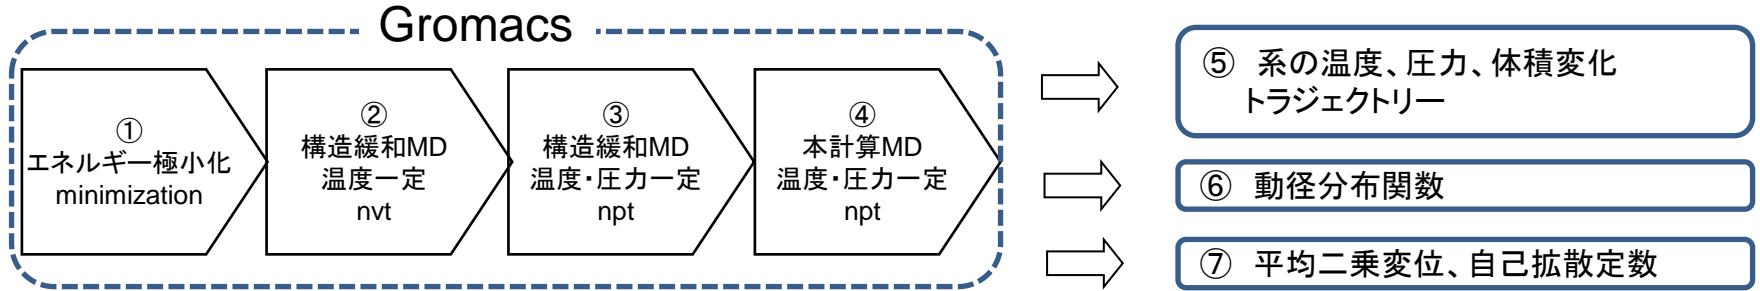 Gromacs
①
エネルギー極小化
minimization
②
構造緩和MD
温度一定
nvt
③
構造緩和MD
温度・圧力一定
npt
④
本計算MD
温度・圧力一定
npt
⑤ 系の温度、圧力、体積変化
トラジェクトリー
⑥ 動径分布関数
⑦ 平均二乗変位、自己拡散定数